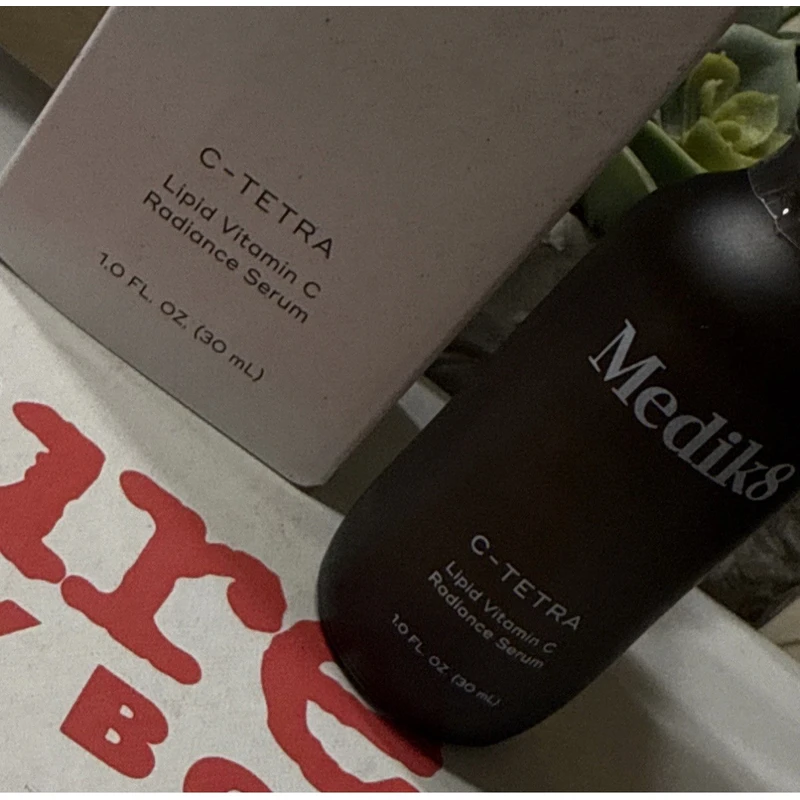 C-TETRA
Lipid Vitamin C
Radiance Serum
1.0 FL. OZ. (30 mL)
Medik8
C-TETRA
Lipid Vitamin C
Radiance Serum
1.0 FL. OZ. (30 mL)